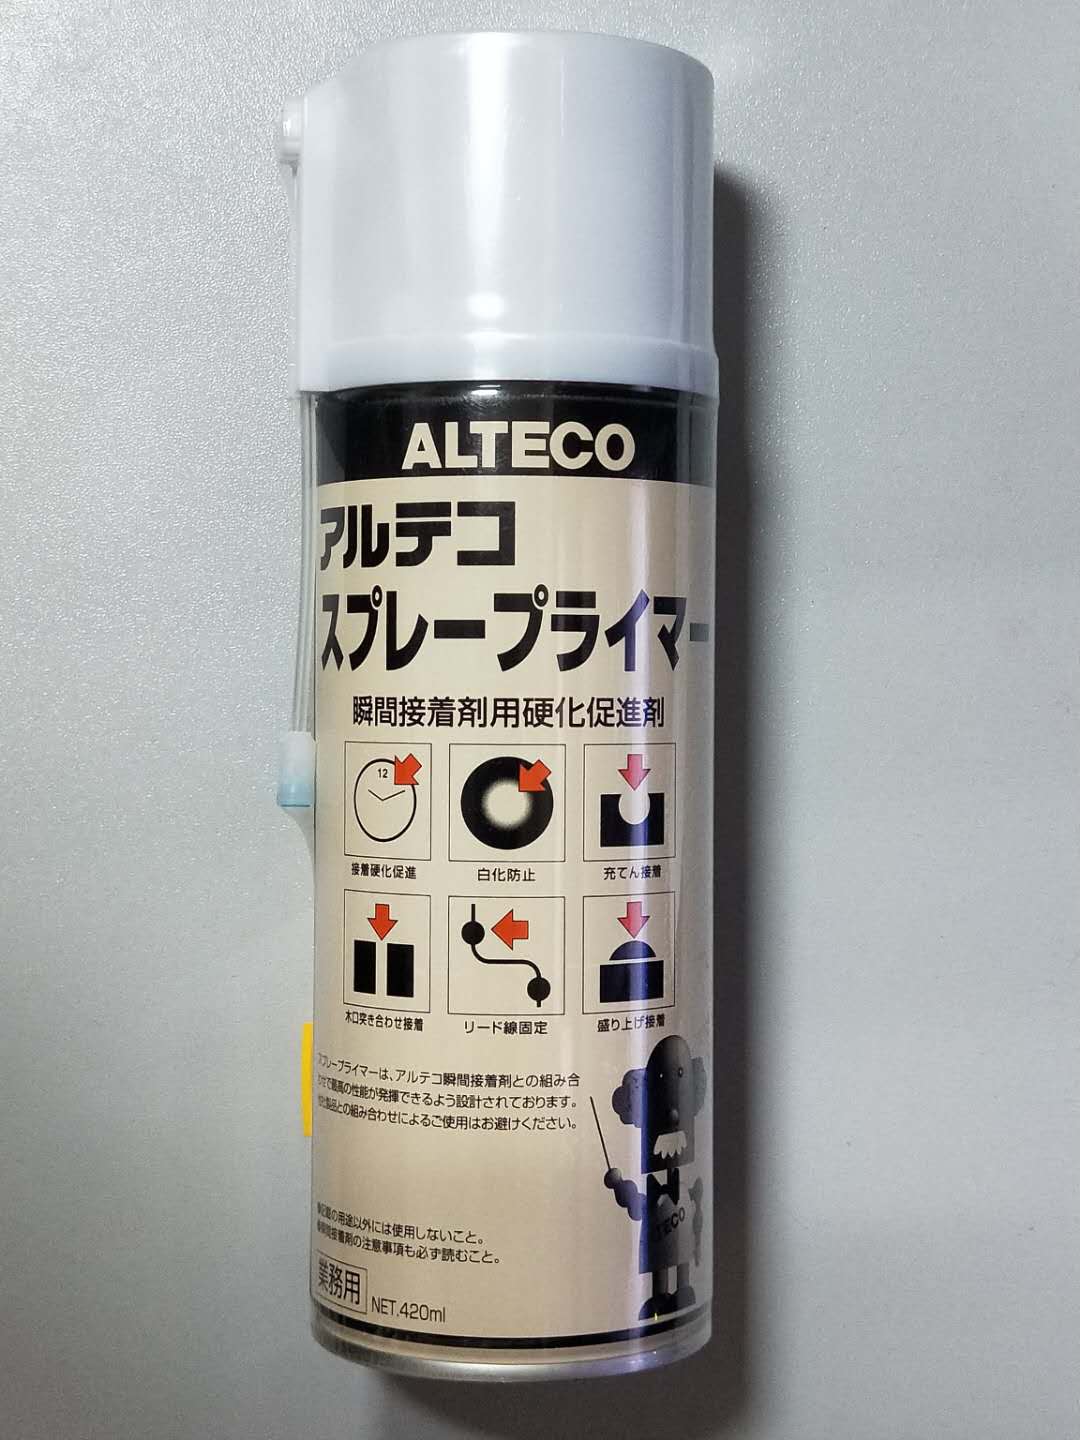 ALTECO
アルテコ
スプレープライマー
瞬間接着剤用硬化促進剤
12
接着硬化促進
白化防止
充てん接着
木口突き合わせ接着
リード線固定
盛り上げ接着
スプレープライマーは、アルテコ瞬間接着剤との組み合
わせで最高の性能が発揮できるよう設計されております。
他社製品との組み合わせによるご使用はお避けください。
●記載の用途以外には使用しないこと。
●瞬間接着剤の注意事項も必ず読むこと。
業務用
NET.420ml
ALTECO